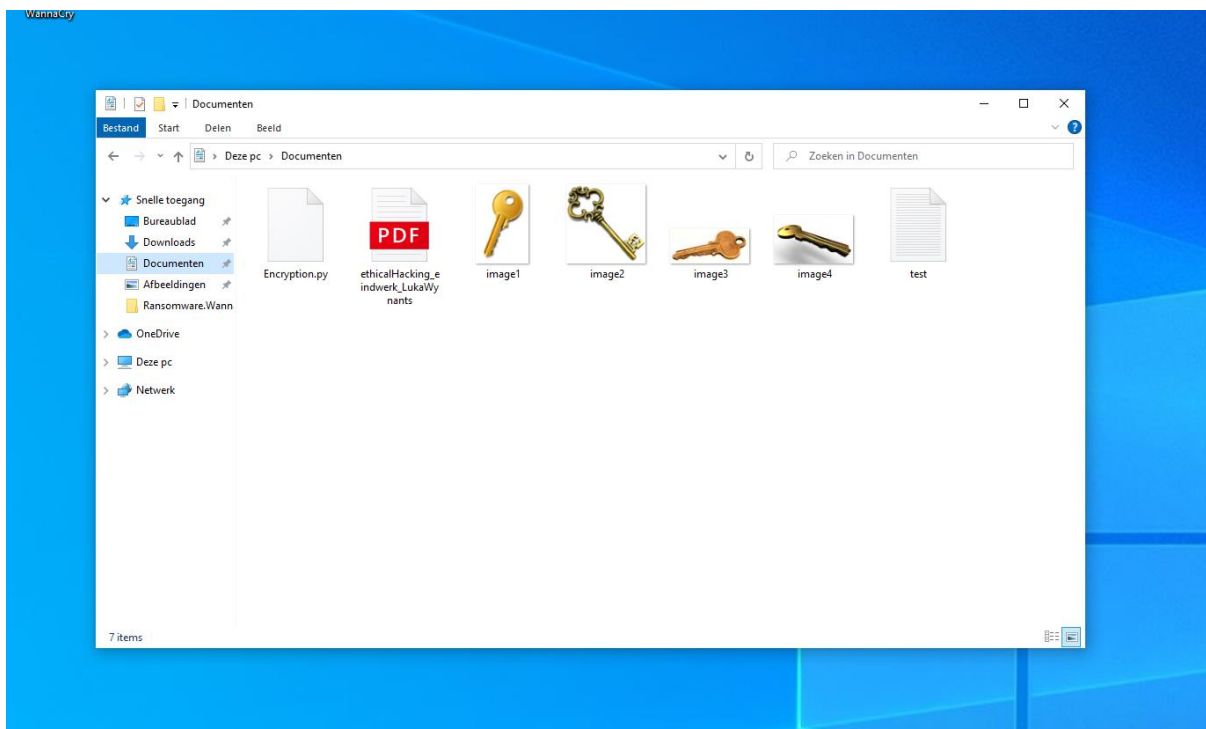 WannaCry
Documenten
Bestand Start Delen Beeld
Deze pc > Documenten
Zoeken in Documenten
Snelle toegang
Bureaublad
Downloads
Documenten
Afbeeldingen
Ransomware.Wann
OneDrive
Deze pc
Netwerk
Encryption.py
PDF
ethicalHacking_e
indwerk_LukaWy
nants
image1
image2
image3
image4
test
7 items